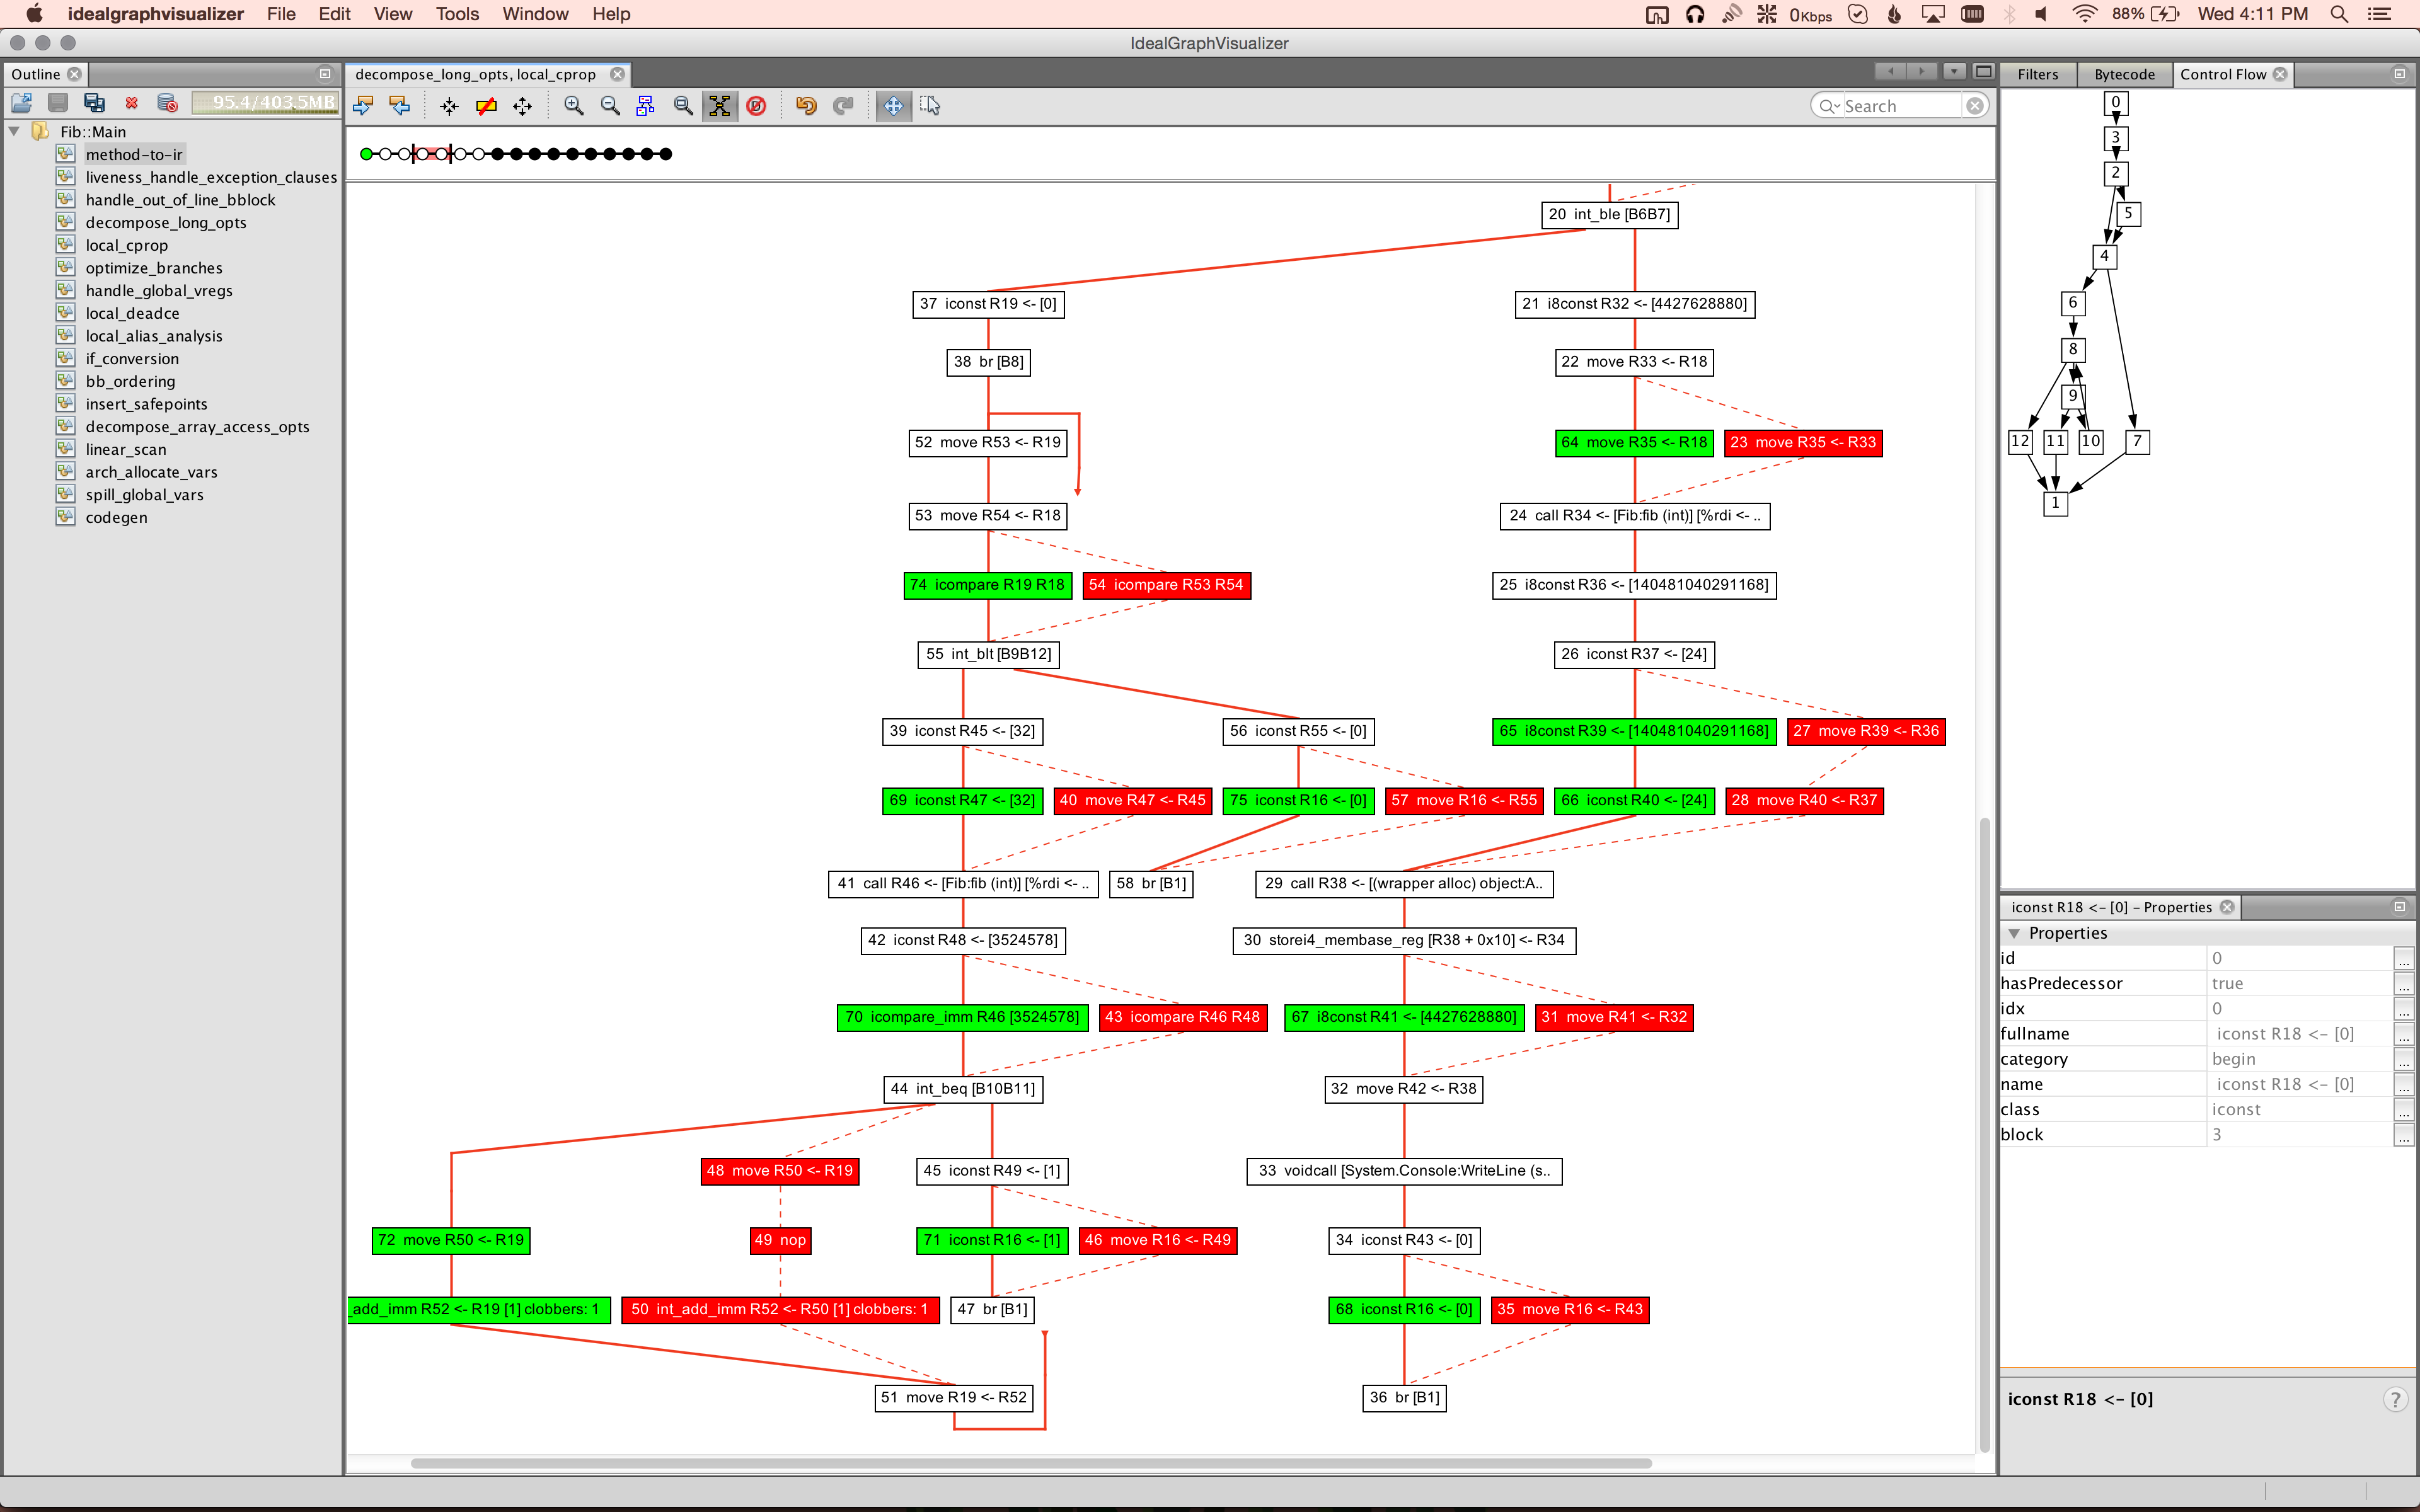 idealgraphvisualizer File Edit View Tools Window Help 0Kbps 88% Wed 4:11 PM
IdealGraphVisualizer
Outline
95.4/403.5MB
Fib::Main
method-to-ir
liveness_handle_exception_clauses
handle_out_of_line_bblock
decompose_long_opts
local_cprop
optimize_branches
handle_global_vregs
local_deadce
local_alias_analysis
if_conversion
bb_ordering
insert_safepoints
decompose_array_access_opts
linear_scan
arch_allocate_vars
spill_global_vars
codegen
decompose_long_opts, local_cprop
Search
20 int_ble [B6B7]
37 iconst R19 <- [0]
21 i8const R32 <- [4427628880]
38 br [B8]
22 move R33 <- R18
52 move R53 <- R19
64 move R35 <- R18
23 move R35 <- R33
53 move R54 <- R18
24 call R34 <- [Fib:fib (int)] [%rdi <- ..
74 icompare R19 R18
54 icompare R53 R54
25 i8const R36 <- [140481040291168]
55 int_blt [B9B12]
26 iconst R37 <- [24]
39 iconst R45 <- [32]
56 iconst R55 <- [0]
65 i8const R39 <- [140481040291168]
27 move R39 <- R36
69 iconst R47 <- [32]
40 move R47 <- R45
75 iconst R16 <- [0]
57 move R16 <- R55
66 iconst R40 <- [24]
28 move R40 <- R37
41 call R46 <- [Fib:fib (int)] [%rdi <- ..
58 br [B1]
29 call R38 <- [(wrapper alloc) object:A..
42 iconst R48 <- [3524578]
30 storei4_membase_reg [R38 + 0x10] <- R34
70 icompare_imm R46 [3524578]
43 icompare R46 R48
67 i8const R41 <- [4427628880]
31 move R41 <- R32
44 int_beq [B10B11]
32 move R42 <- R38
48 move R50 <- R19
45 iconst R49 <- [1]
33 voidcall [System.Console:WriteLine (s..
72 move R50 <- R19
49 nop
71 iconst R16 <- [1]
46 move R16 <- R49
34 iconst R43 <- [0]
_add_imm R52 <- R19 [1] clobbers: 1
50 int_add_imm R52 <- R50 [1] clobbers: 1
47 br [B1]
68 iconst R16 <- [0]
35 move R16 <- R43
51 move R19 <- R52
36 br [B1]
Filters
Bytecode
Control Flow
0
3
2
5
4
6
8
9
12
11
10
7
1
iconst R18 <- [0] - Properties
Properties
id 0 ...
hasPredecessor true ...
idx 0 ...
fullname iconst R18 <- [0] ...
category begin ...
name iconst R18 <- [0] ...
class iconst ...
block 3 ...
iconst R18 <- [0]
?